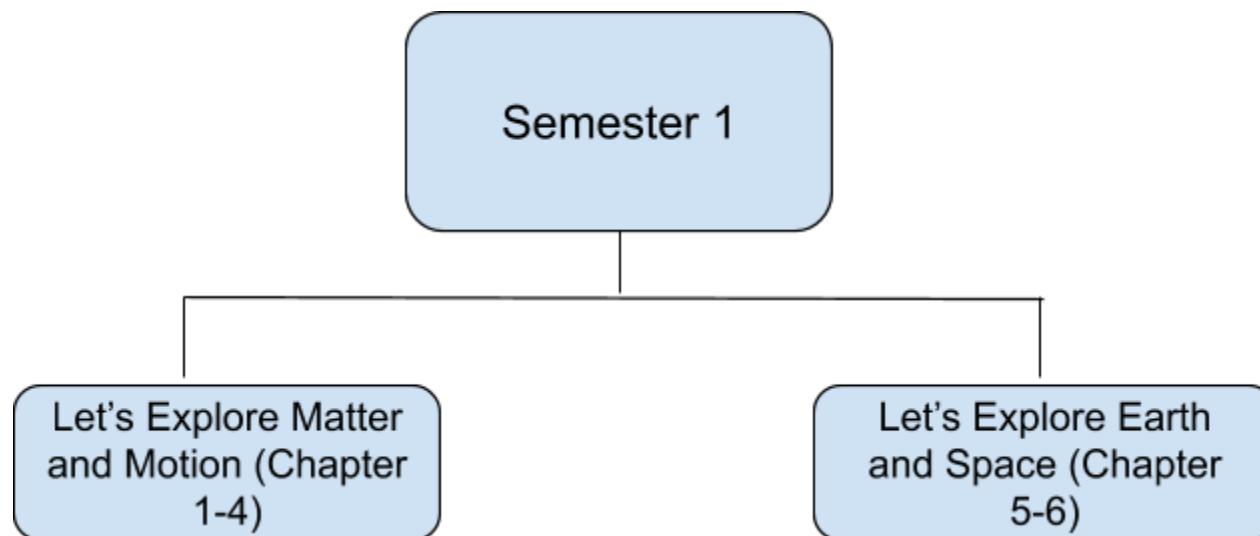 Semester 1
Let’s Explore Matter
and Motion (Chapter
1-4)
Let’s Explore Earth
and Space (Chapter
5-6)